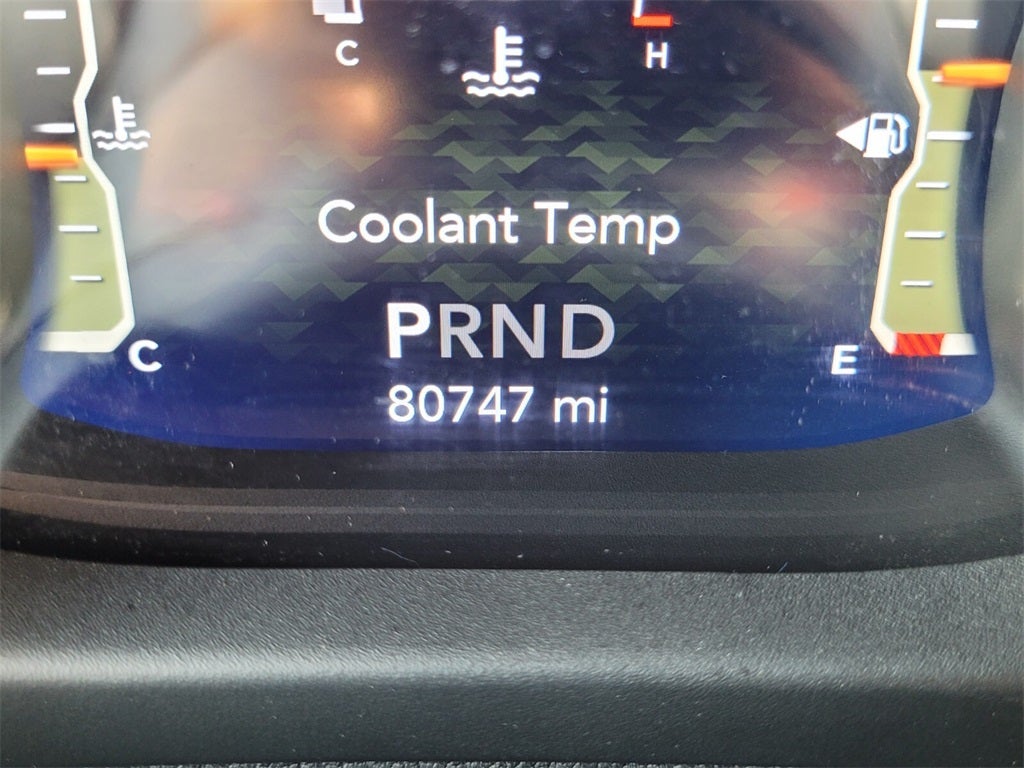 C H
Coolant Temp
PRND
C E
80747 mi